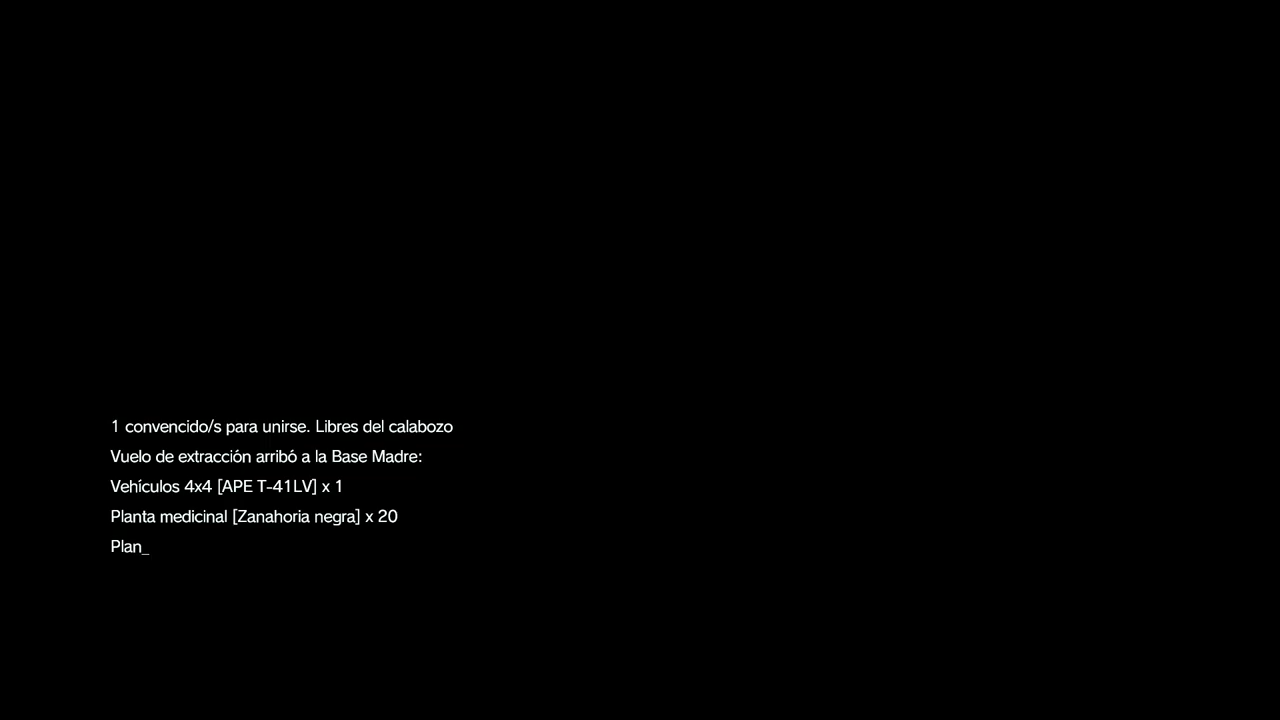 1 convencido/s para unirse. Libres del calabozo
Vuelo de extracción arribó a la Base Madre:
Vehículos 4x4 [APE T-41LV] x 1
Planta medicinal [Zanahoria negra] x 20
Plan_